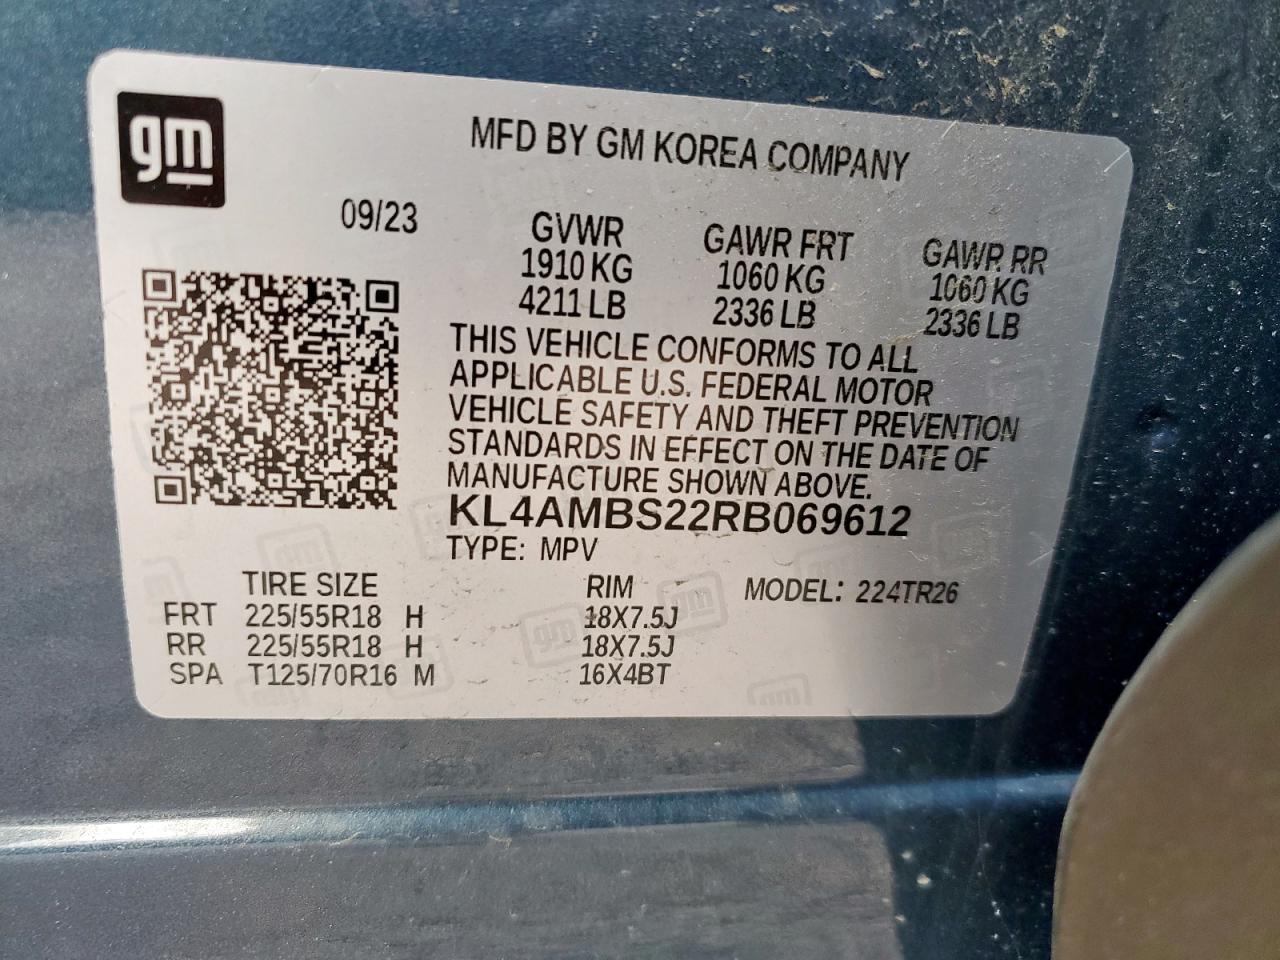 gm
MFD BY GM KOREA COMPANY
09/23
GVWR GAWR FRT GAWR RR
1910 KG 1060 KG 1060 KG
4211 LB 2336 LB 2336 LB
THIS VEHICLE CONFORMS TO ALL
APPLICABLE U.S. FEDERAL MOTOR
VEHICLE SAFETY AND THEFT PREVENTION
STANDARDS IN EFFECT ON THE DATE OF
MANUFACTURE SHOWN ABOVE.
KL4AMBS22RB069612
TYPE: MPV
TIRE SIZE RIM MODEL: 224TR26
FRT 225/55R18 H 18X7.5J
RR 225/55R18 H 18X7.5J
SPA T125/70R16 M 16X4BT